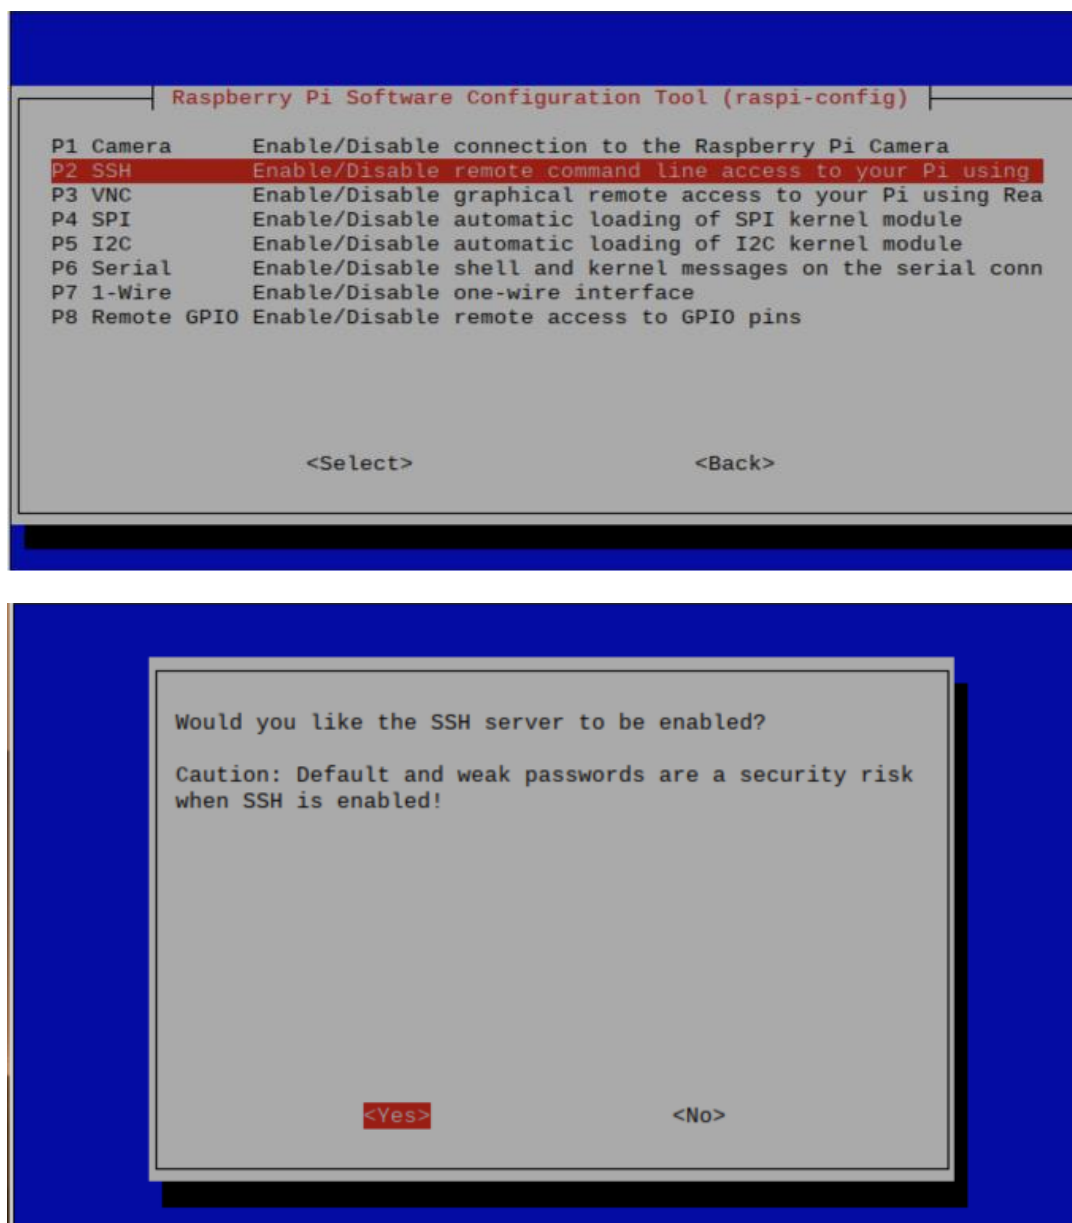 Raspberry Pi Software Configuration Tool (raspi-config)
P1 Camera Enable/Disable connection to the Raspberry Pi Camera
P2 SSH Enable/Disable remote command line access to your Pi using
P3 VNC Enable/Disable graphical remote access to your Pi using Rea
P4 SPI Enable/Disable automatic loading of SPI kernel module
P5 I2C Enable/Disable automatic loading of I2C kernel module
P6 Serial Enable/Disable shell and kernel messages on the serial conn
P7 1-Wire Enable/Disable one-wire interface
P8 Remote GPIO Enable/Disable remote access to GPIO pins
<Select> <Back>
Would you like the SSH server to be enabled?
Caution: Default and weak passwords are a security risk
when SSH is enabled!
<Yes> <No>